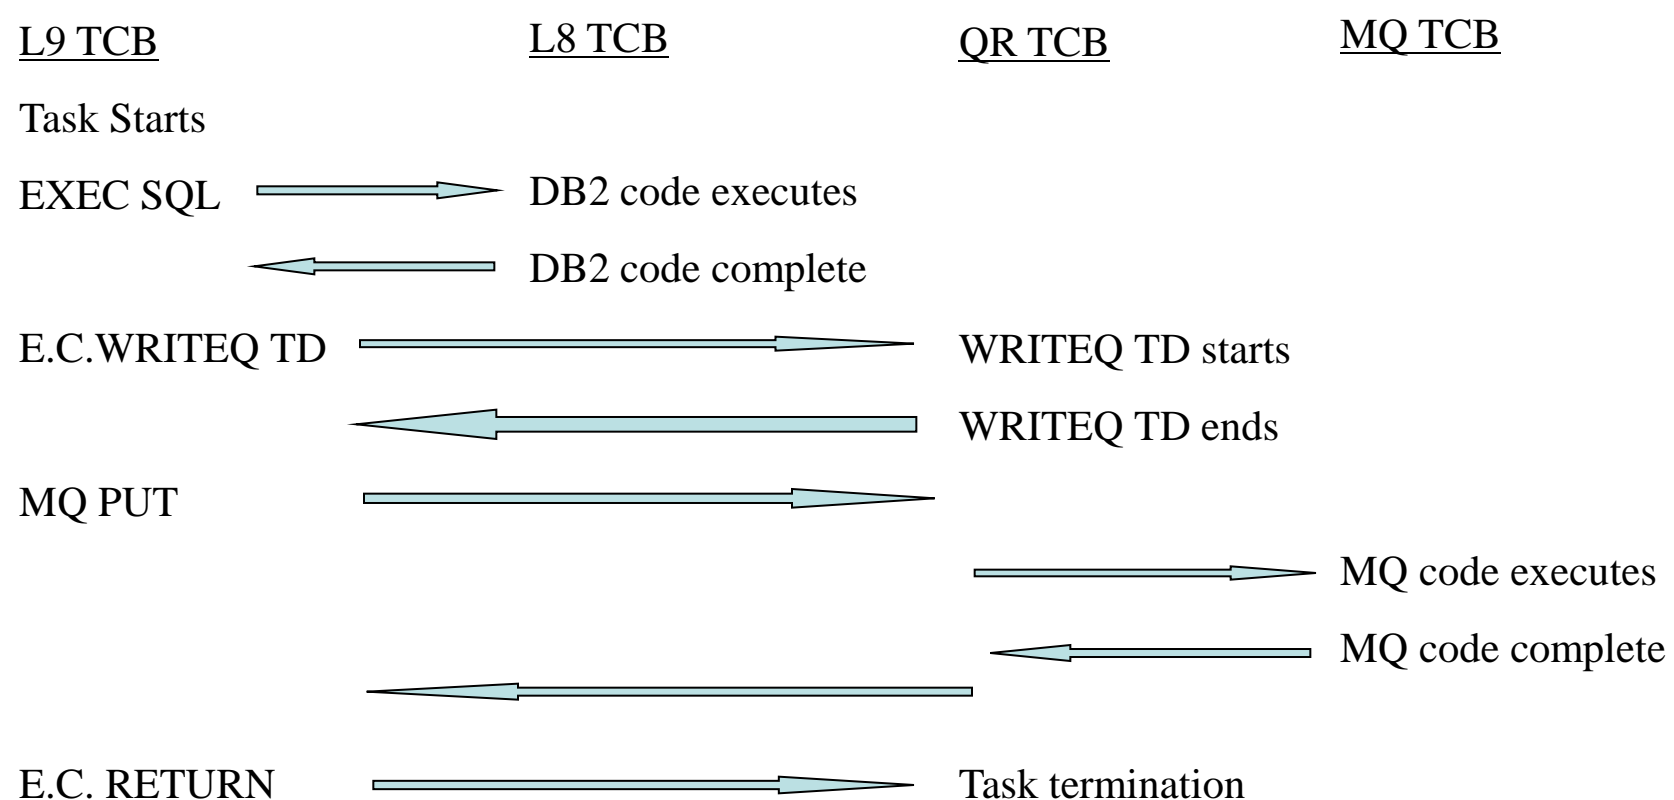 L9 TCB L8 TCB QR TCB MQ TCB
Task Starts
EXEC SQL DB2 code executes
DB2 code complete
E.C.WRITEQ TD WRITEQ TD starts
WRITEQ TD ends
MQ PUT
MQ code executes
MQ code complete
E.C. RETURN Task termination